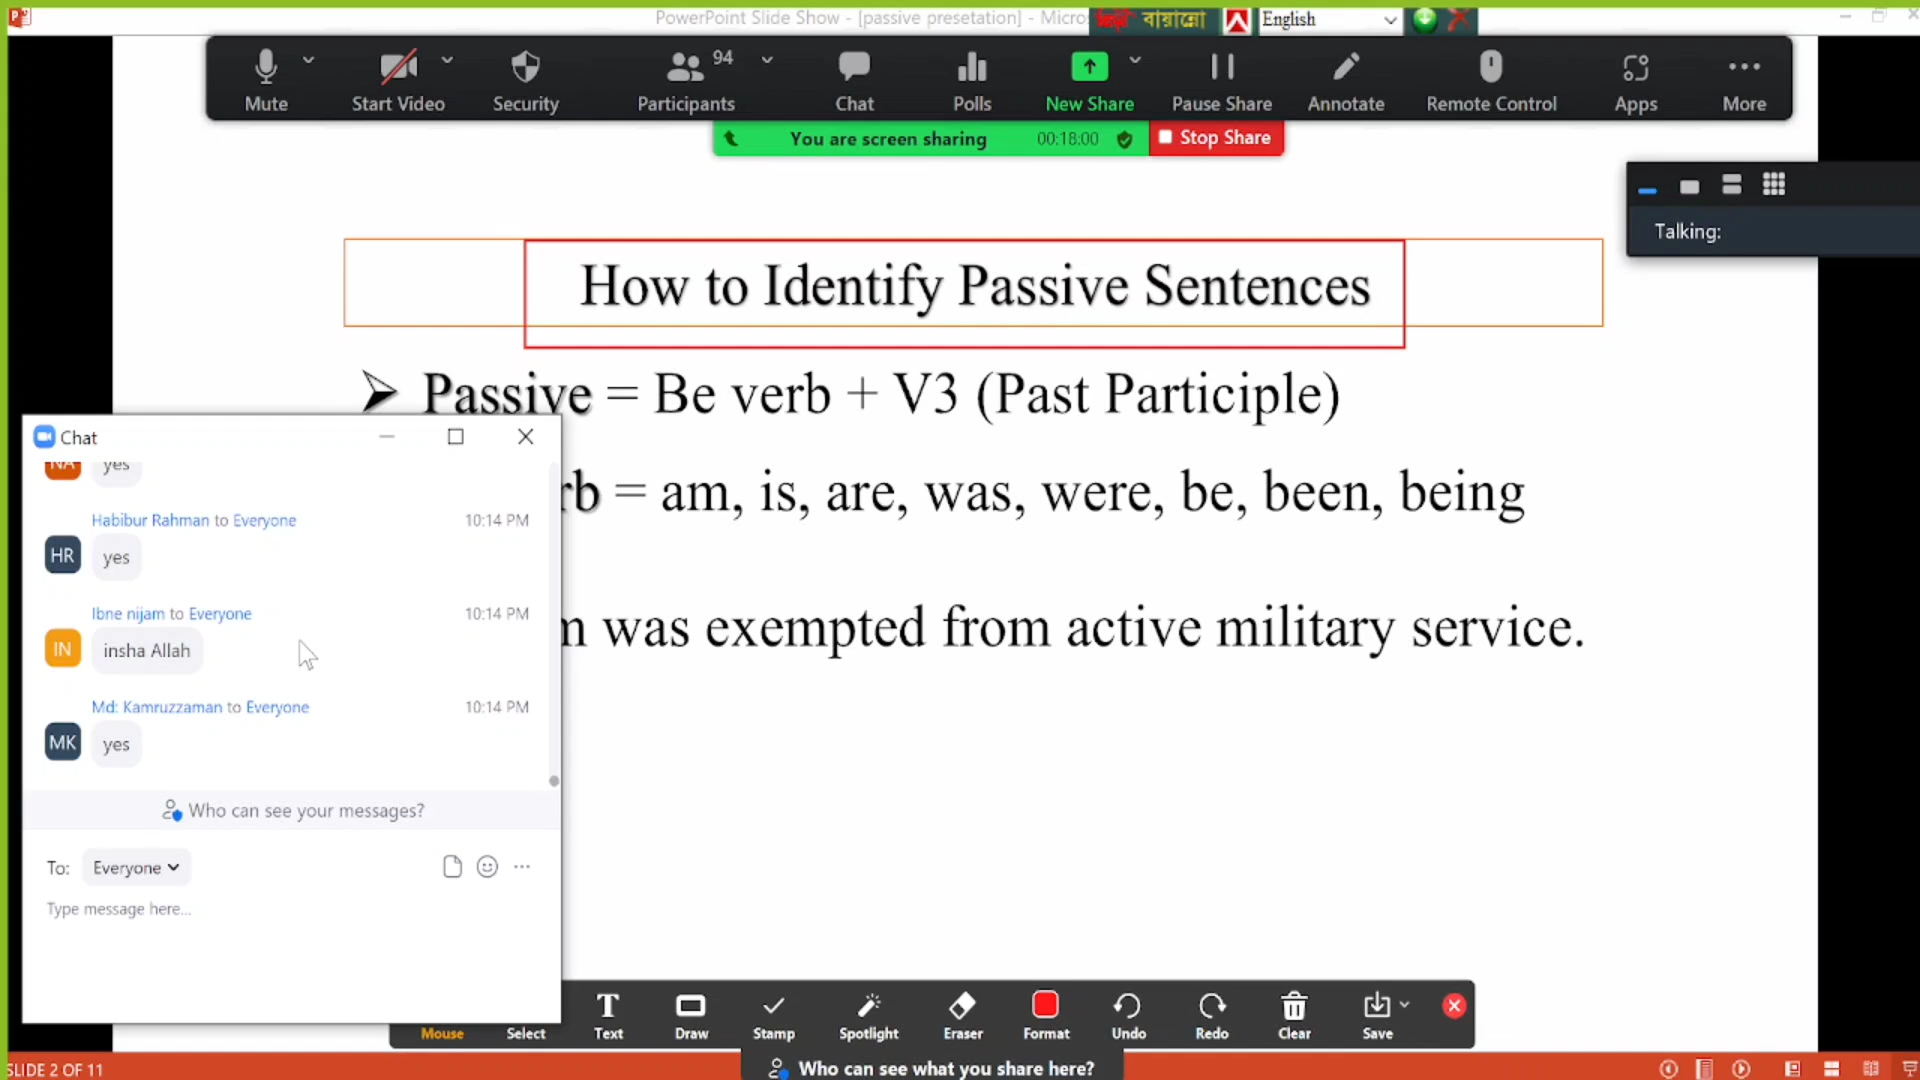 PowerPoint Slide Show - [passive presetation] - Micros
বায়ান্নো
English
Mute
Start Video
Security
94
Participants
Chat
Polls
New Share
Pause Share
Annotate
Remote Control
Apps
More
You are screen sharing
00:18:00
Stop Share
Talking:
How to Identify Passive Sentences
Passive = Be verb + V3 (Past Participle)
rb = am, is, are, was, were, be, been, being
m was exempted from active military service.
Chat
NA
yes
Habibur Rahman to Everyone 10:14 PM
HR
yes
Ibne nijam to Everyone 10:14 PM
IN
insha Allah
Md: Kamruzzaman to Everyone 10:14 PM
MK
yes
Who can see your messages?
To: Everyone
Type message here...
Mouse
Select
Text
Draw
Stamp
Spotlight
Eraser
Format
Undo
Redo
Clear
Save
Who can see what you share here?
SLIDE 2 OF 11